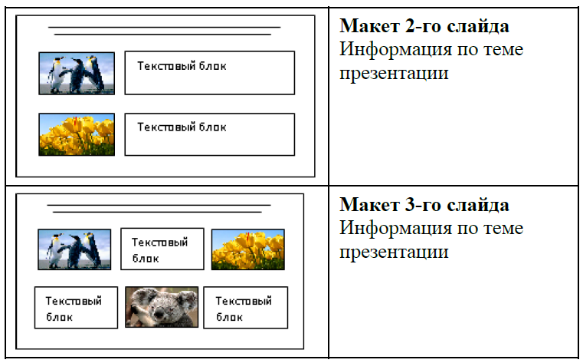 Текстовый блок
Текстовый блок
Макет 2-го слайда
Информация по теме
презентации
Текстовый
блок
Текстовый
блок
Текстовый
блок
Макет 3-го слайда
Информация по теме
презентации